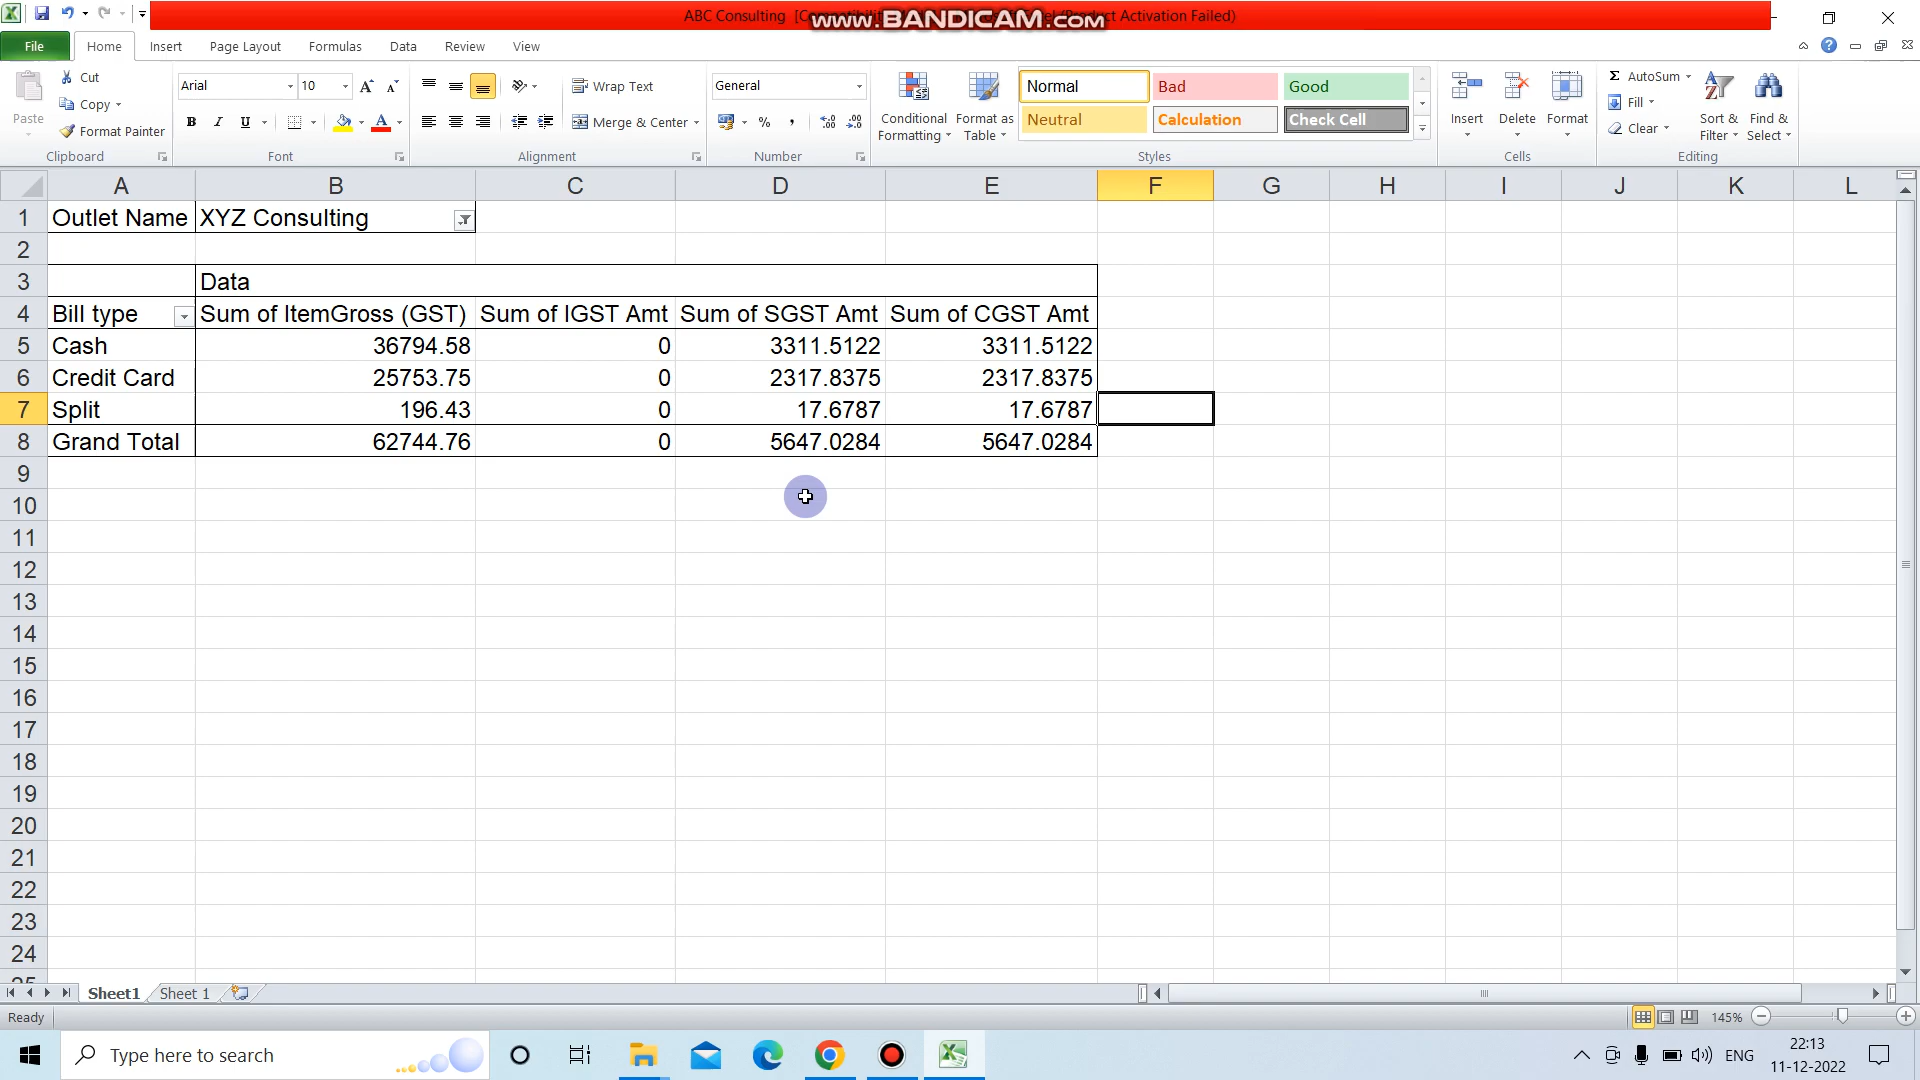 ABC Consulting [Compatibili (Product Activation Failed)
www.BANDICAM.com
File Home Insert Page Layout Formulas Data Review View
Paste
Cut
Copy
Format Painter
Clipboard
Arial 10
B I U
Font
Wrap Text
Merge & Center
Alignment
General
Number
Conditional Formatting
Format as Table
Normal Bad Good
Neutral Calculation Check Cell
Styles
Insert Delete Format
Cells
AutoSum
Fill
Clear
Sort & Filter
Find & Select
Editing
A B C D E F G H I J K L
1 Outlet Name XYZ Consulting
2
3 Data
4 Bill type Sum of ItemGross (GST) Sum of IGST Amt Sum of SGST Amt Sum of CGST Amt
5 Cash 36794.58 0 3311.5122 3311.5122
6 Credit Card 25753.75 0 2317.8375 2317.8375
7 Split 196.43 0 17.6787 17.6787
8 Grand Total 62744.76 0 5647.0284 5647.0284
9
10
11
12
13
14
15
16
17
18
19
20
21
22
23
24
25
Sheet1 Sheet 1
Ready 145%
Type here to search
ENG
22:13
11-12-2022